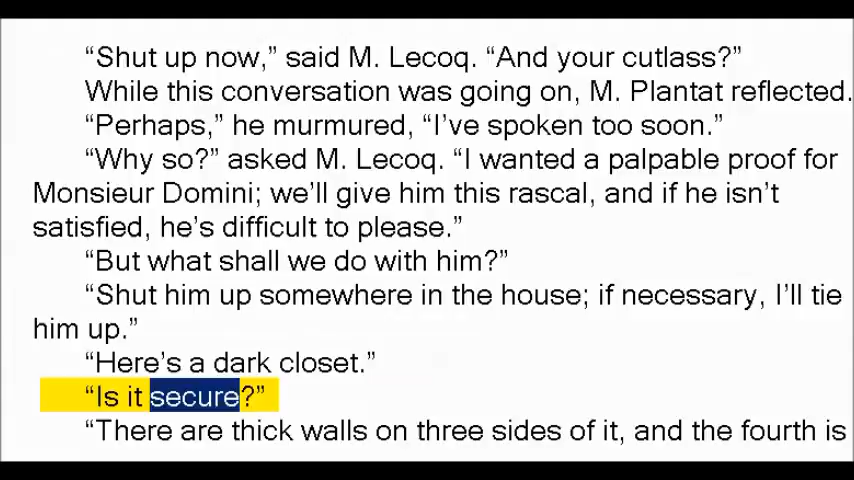 “Shut up now,” said M. Lecoq. “And your cutlass?”
While this conversation was going on, M. Plantat reflected.
“Perhaps,” he murmured, “I’ve spoken too soon.”
“Why so?” asked M. Lecoq. “I wanted a palpable proof for
Monsieur Domini; we’ll give him this rascal, and if he isn’t
satisfied, he’s difficult to please.”
“But what shall we do with him?”
“Shut him up somewhere in the house; if necessary, I’ll tie
him up.”
“Here’s a dark closet.”
“Is it secure?”
“There are thick walls on three sides of it, and the fourth is